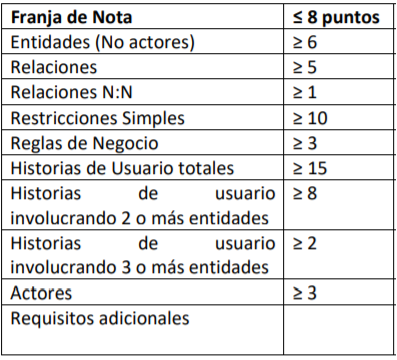 Franja de Nota ≤ 8 puntos
Entidades (No actores) ≥ 6
Relaciones ≥ 5
Relaciones N:N ≥ 1
Restricciones Simples ≥ 10
Reglas de Negocio ≥ 3
Historias de Usuario totales ≥ 15
Historias de usuario ≥ 8
involucrando 2 o más entidades
Historias de usuario ≥ 2
involucrando 3 o más entidades
Actores ≥ 3
Requisitos adicionales